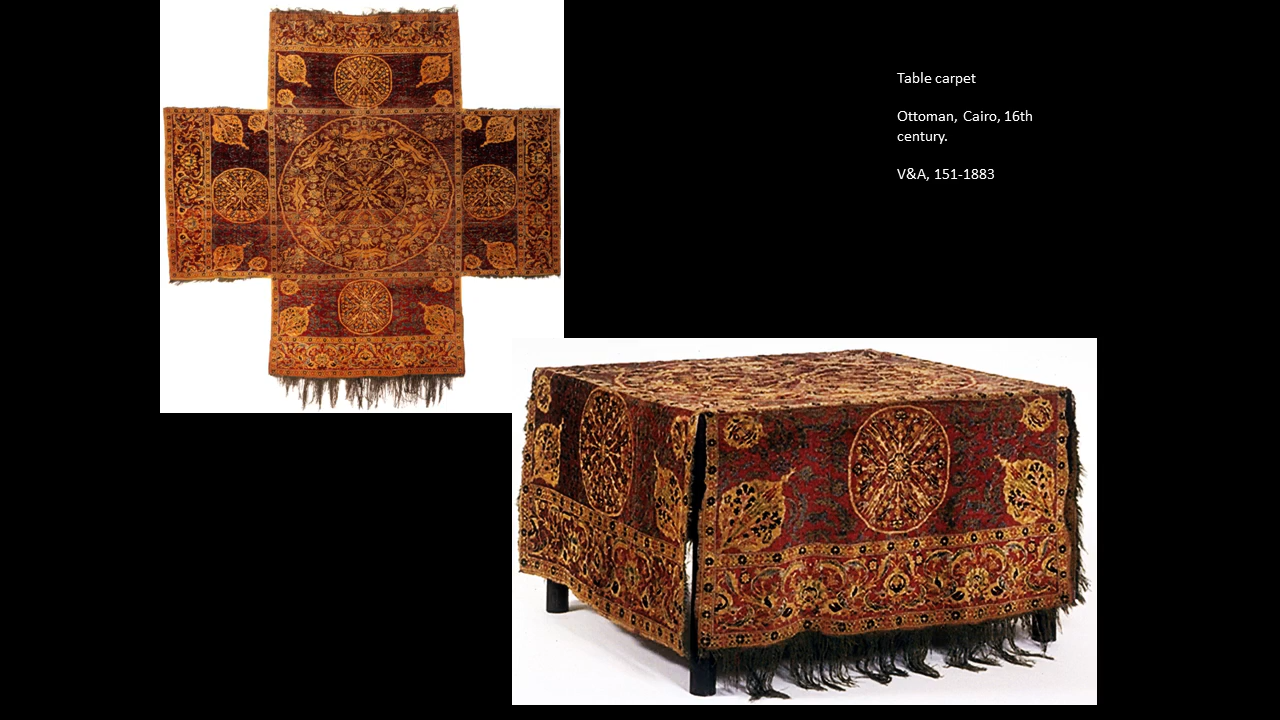 Table carpet
Ottoman, Cairo, 16th
century.
V&A, 151-1883